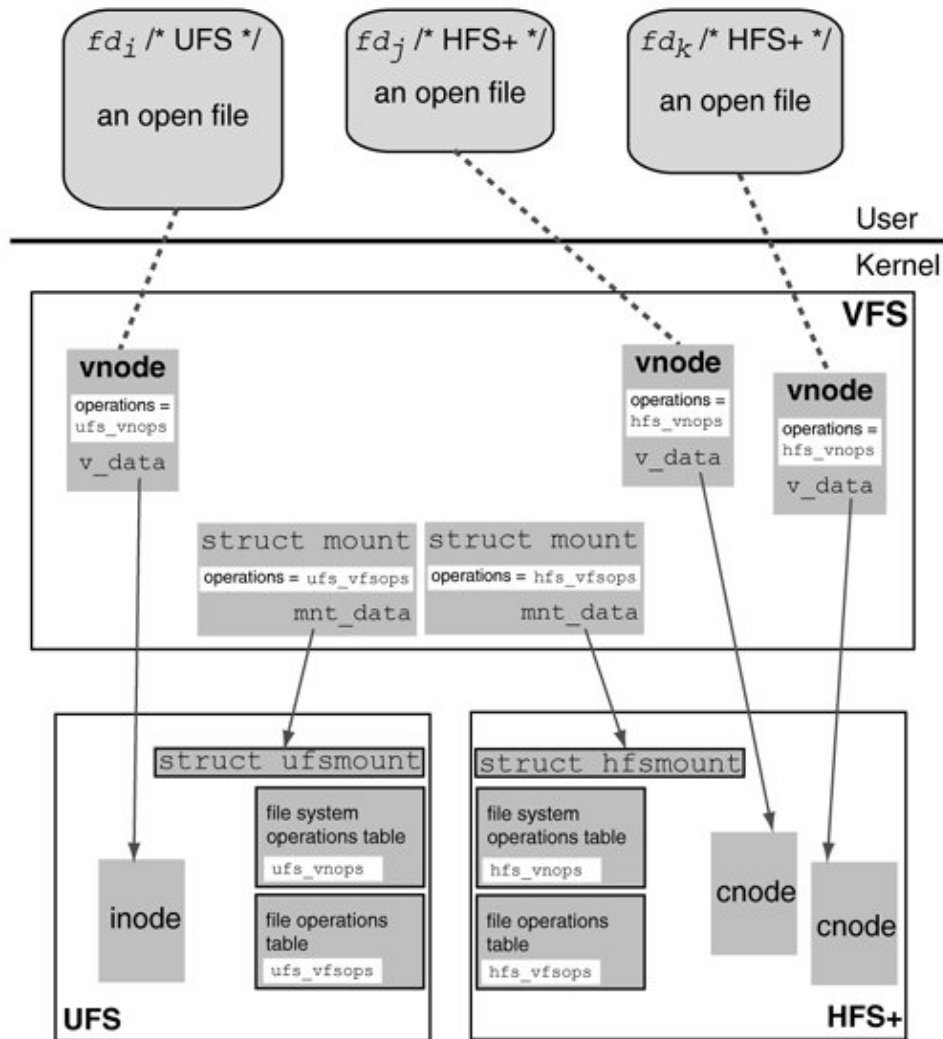 fdi /* UFS */
an open file
fdj /* HFS+ */
an open file
fdk /* HFS+ */
an open file
User
Kernel
VFS
vnode
operations =
ufs_vnops
v_data
vnode
operations =
hfs_vnops
v_data
vnode
operations =
hfs_vnops
v_data
struct mount
operations = ufs_vfsops
mnt_data
struct mount
operations = hfs_vfsops
mnt_data
struct ufsmount
file system
operations table
ufs_vnops
file operations
table
ufs_vfsops
inode
UFS
struct hfsmount
file system
operations table
hfs_vnops
file operations
table
hfs_vfsops
cnode
cnode
HFS+